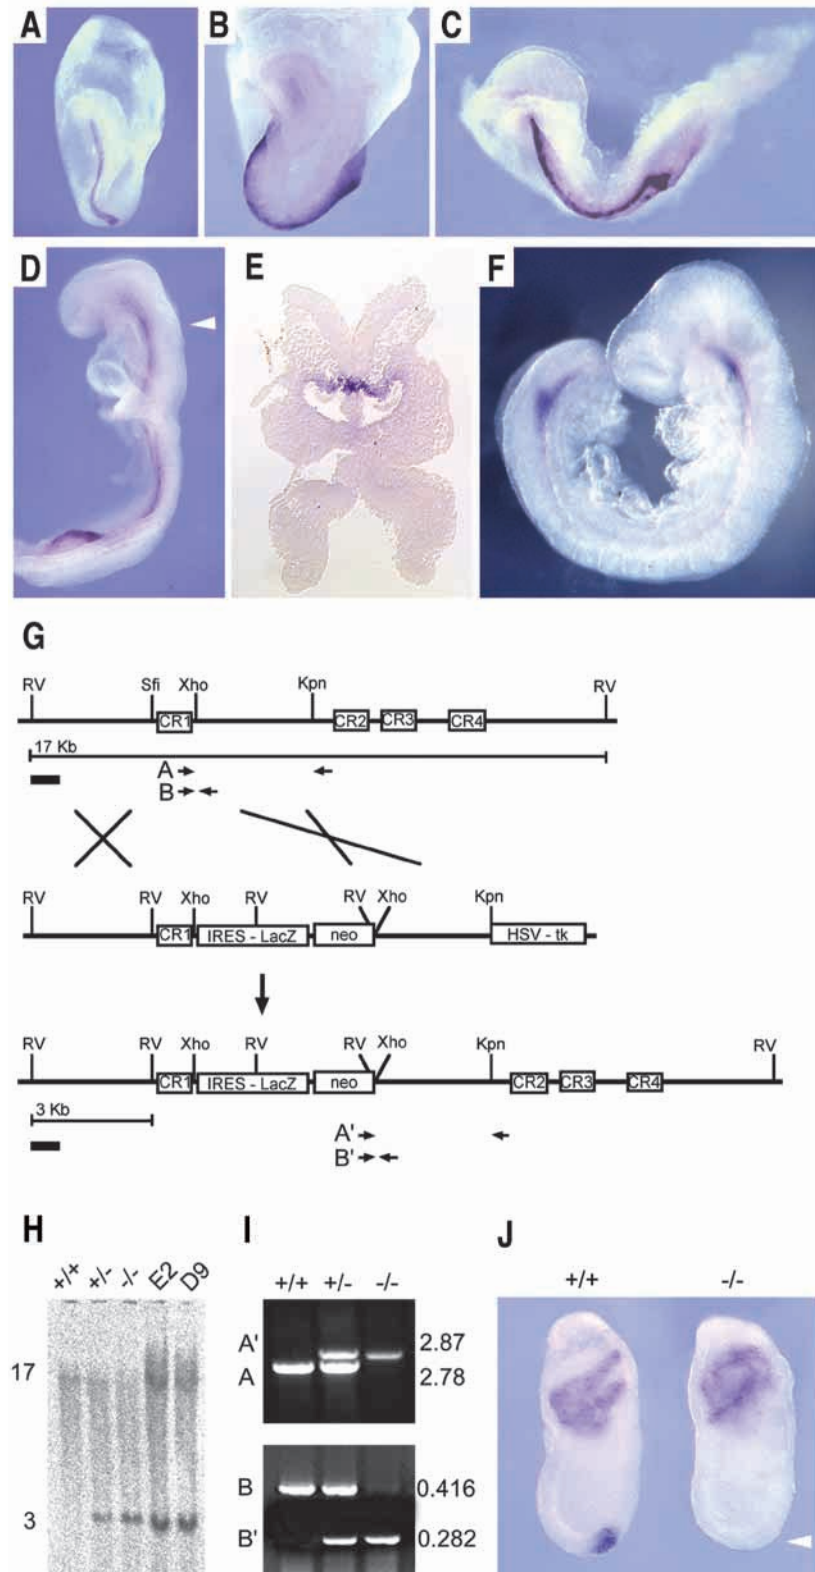 A B C
D E F
G
RV Sfi Xho Kpn RV
CR1 CR2 CR3 CR4
17 Kb
A
B
RV RV Xho RV RV Xho Kpn
CR1 IRES - LacZ neo HSV - tk
RV RV Xho RV RV Xho Kpn RV
CR1 IRES - LacZ neo CR2 CR3 CR4
3 Kb
A'
B'
H I J
+/+ +/- -/- E2 D9
17
3
+/+ +/- -/-
A' 2.87
A 2.78
B 0.416
B' 0.282
+/+ -/-